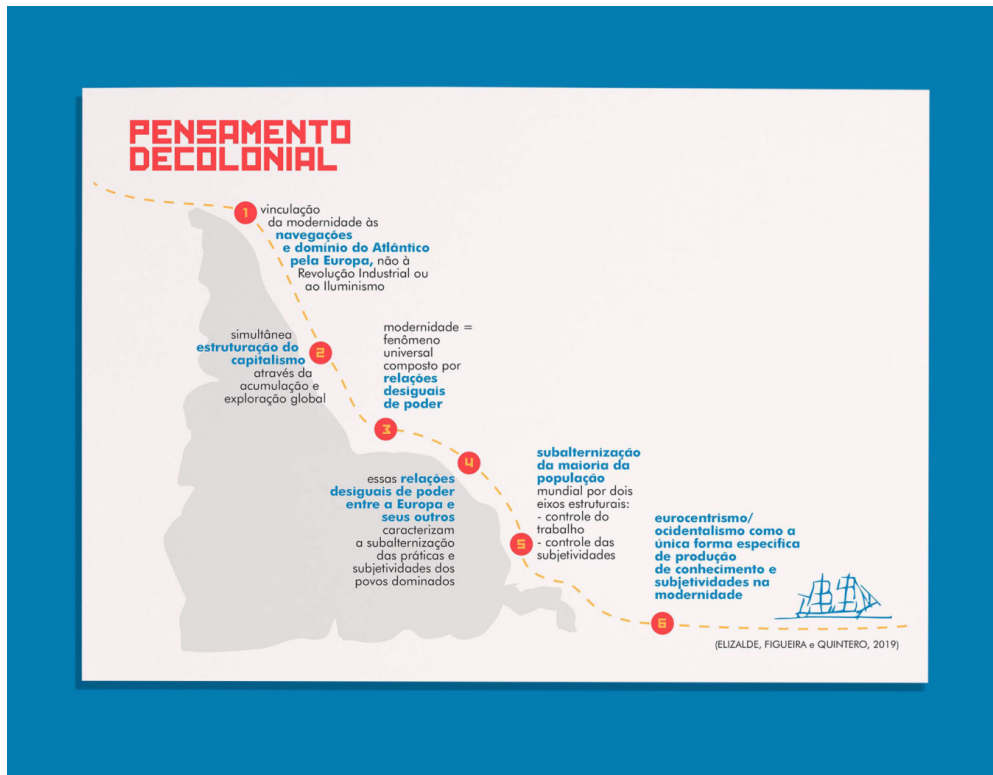 PENSAMENTO
DECOLONIAL
1
vinculação
da modernidade às
navegações
e domínio do Atlântico
pela Europa, não à
Revolução Industrial ou
ao Iluminismo
simultânea
estruturação do
capitalismo
através da
acumulação e
exploração global
2
modernidade =
fenômeno
universal
composto por
relações
desiguais
de poder
3
4
essas relações
desiguais de poder
entre a Europa e
seus outros
caracterizam
a subalternização
das práticas e
subjetividades dos
povos dominados
subalternização
da maioria da
população
mundial por dois
eixos estruturais:
- controle do
trabalho
- controle das
subjetividades
5
eurocentrismo/
ocidentalismo como a
única forma específica
de produção
de conhecimento e
subjetividades na
modernidade
6
(ELIZALDE, FIGUEIRA e QUINTERO, 2019)